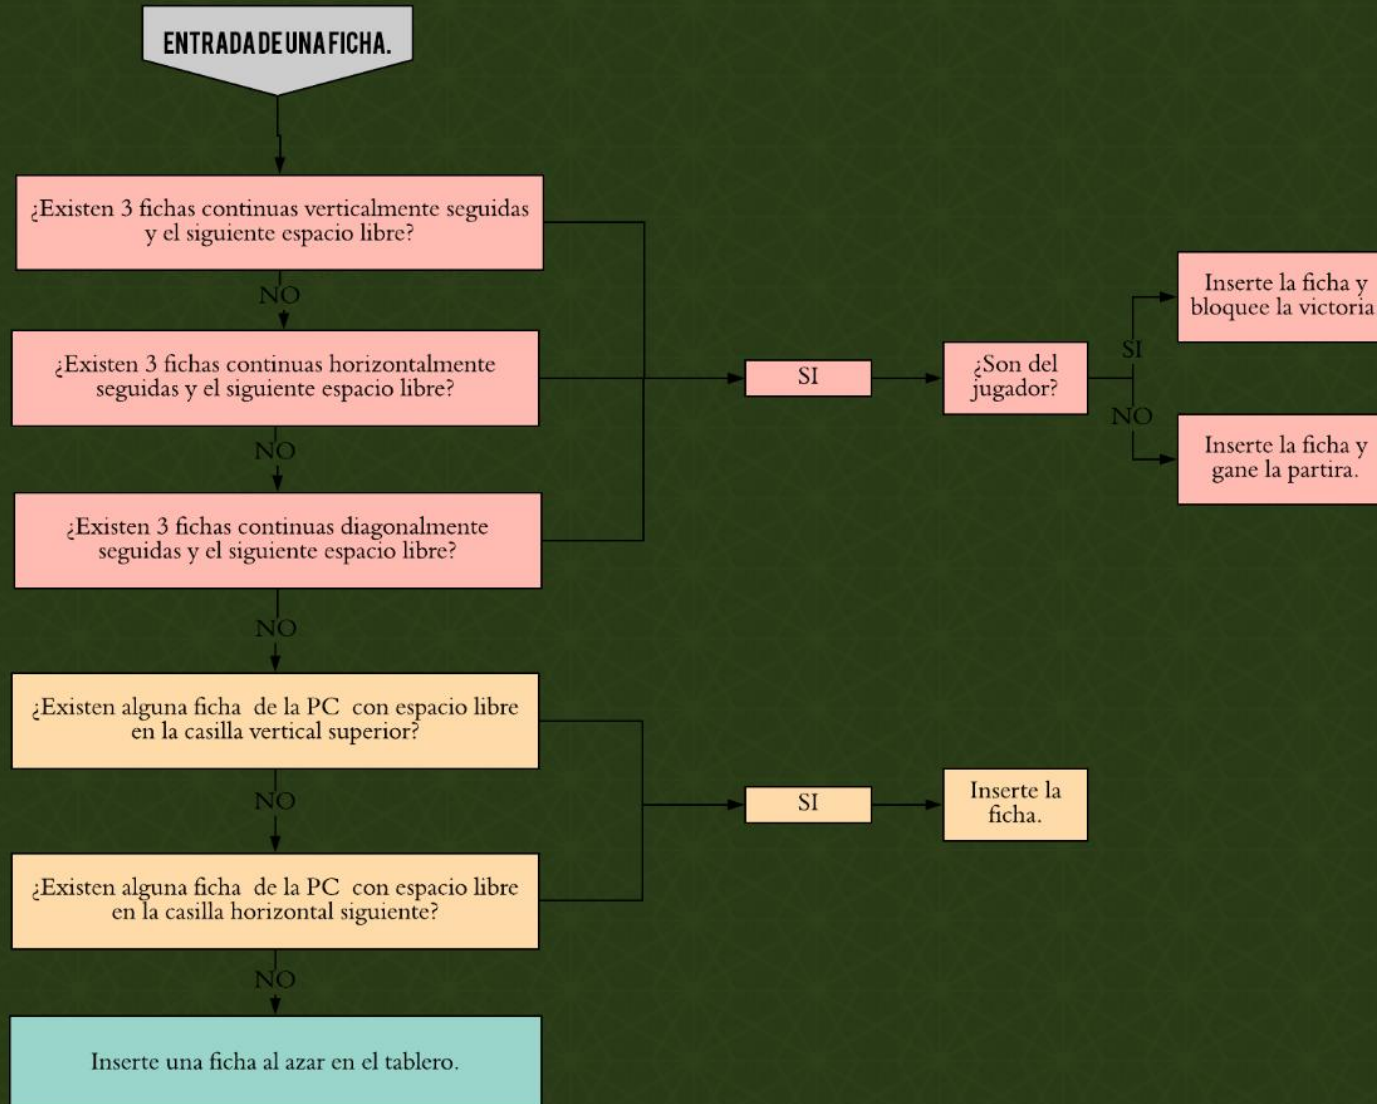 ENTRADA DE UNA FICHA.
¿Existen 3 fichas continuas verticalmente seguidas
y el siguiente espacio libre?
NO
¿Existen 3 fichas continuas horizontalmente
seguidas y el siguiente espacio libre?
SI
¿Son del
jugador?
SI
Inserte la ficha y
bloquee la victoria
NO
Inserte la ficha y
gane la partira.
NO
¿Existen 3 fichas continuas diagonalmente
seguidas y el siguiente espacio libre?
NO
¿Existen alguna ficha de la PC con espacio libre
en la casilla vertical superior?
NO
SI
Inserte la
ficha.
¿Existen alguna ficha de la PC con espacio libre
en la casilla horizontal siguiente?
NO
Inserte una ficha al azar en el tablero.